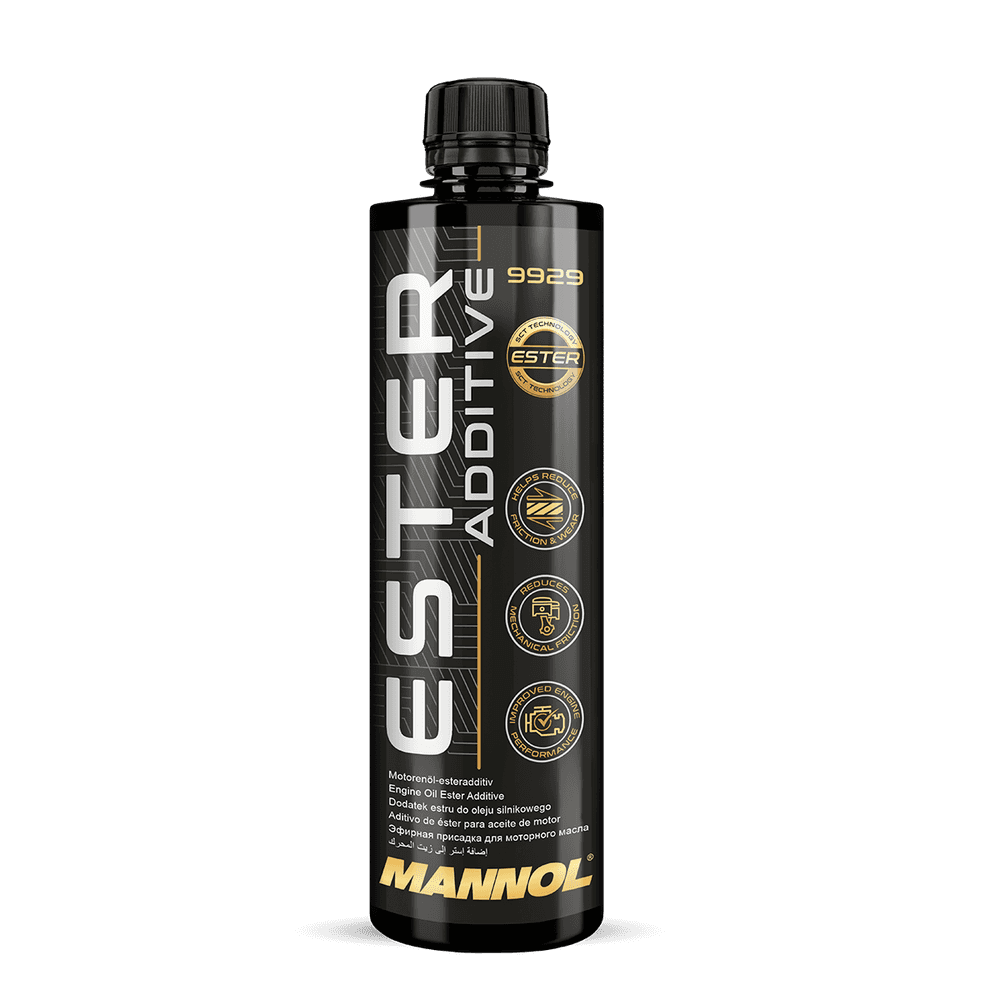 ESTER
ADDITIVE
9929
SCT TECHNOLOGY
ESTER
SCT TECHNOLOGY
HELPS REDUCE
FRICTION & WEAR
REDUCES
MECHANICAL FRICTION
IMPROVED ENGINE
PERFORMANCE
Motorenöl-esteradditiv
Engine Oil Ester Additive
Dodatek estru do oleju silnikowego
Aditivo de éster para aceite de motor
Эфирная присадка для моторного масла
إضافة إستر إلى زيت المحرك
MANNOL®